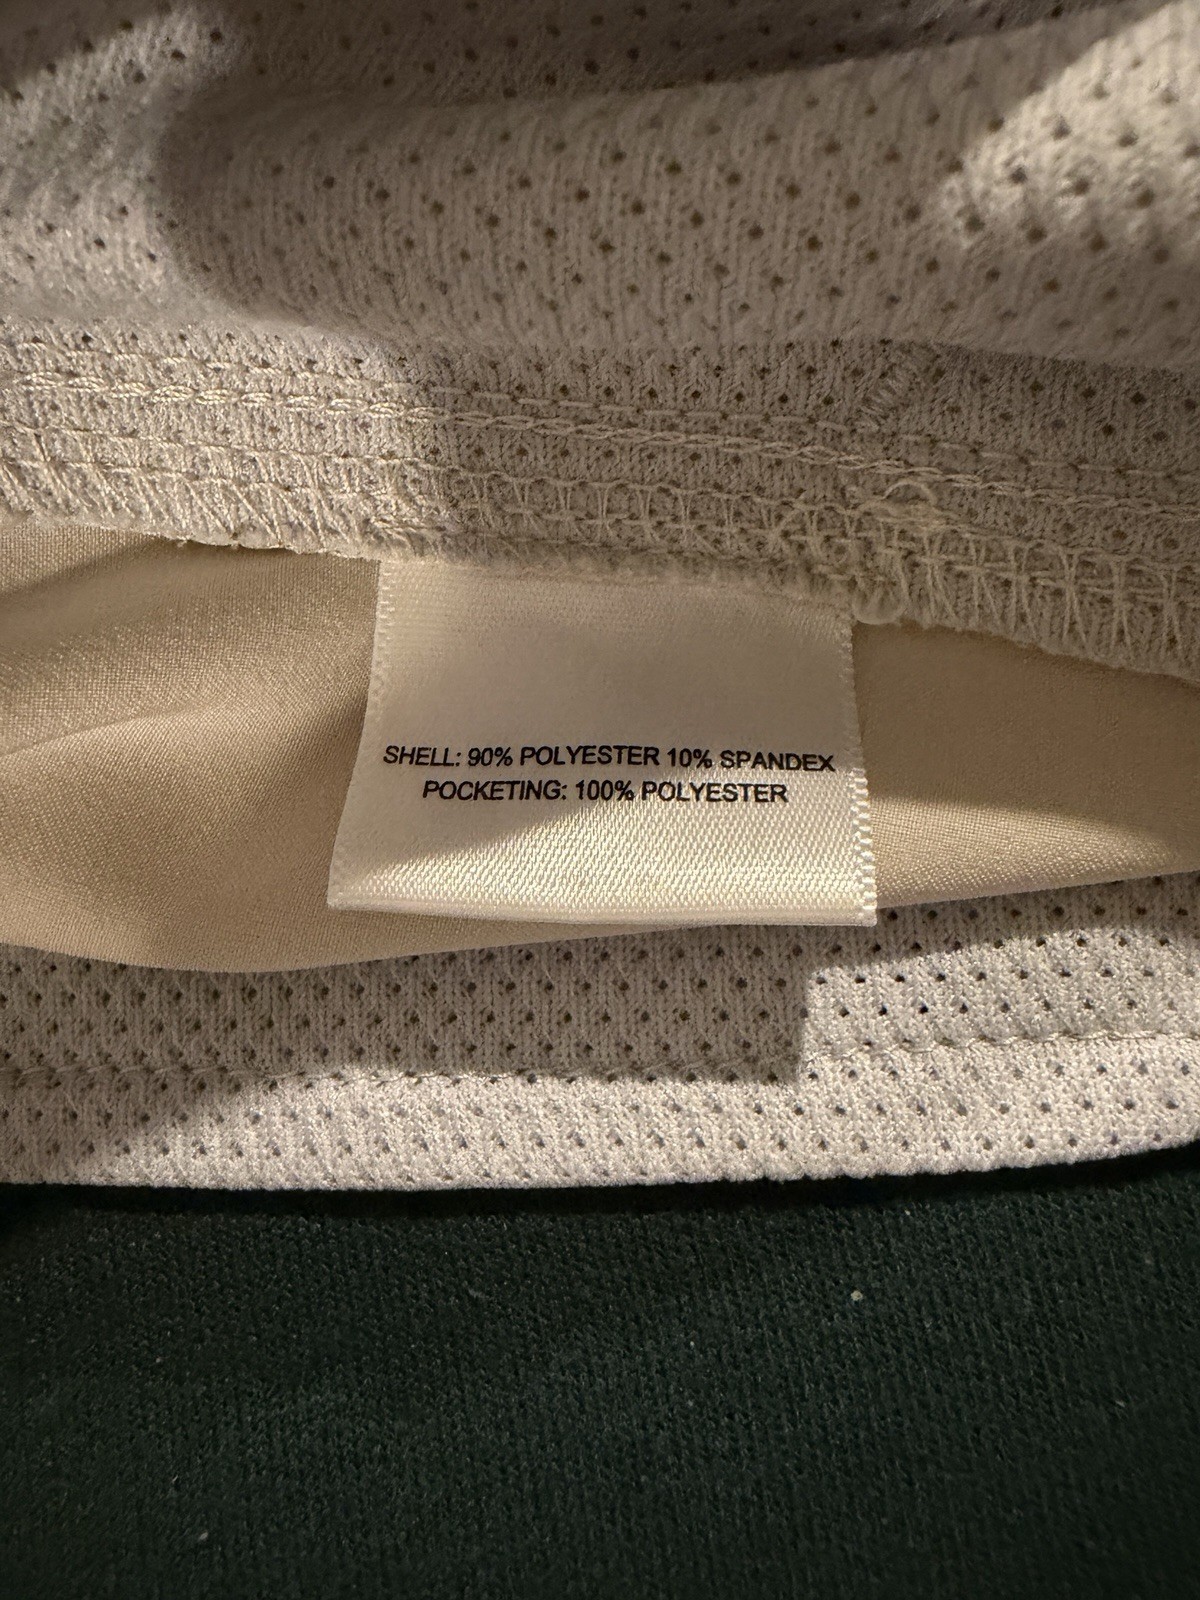 SHELL: 90% POLYESTER 10% SPANDEX
POCKETING: 100% POLYESTER